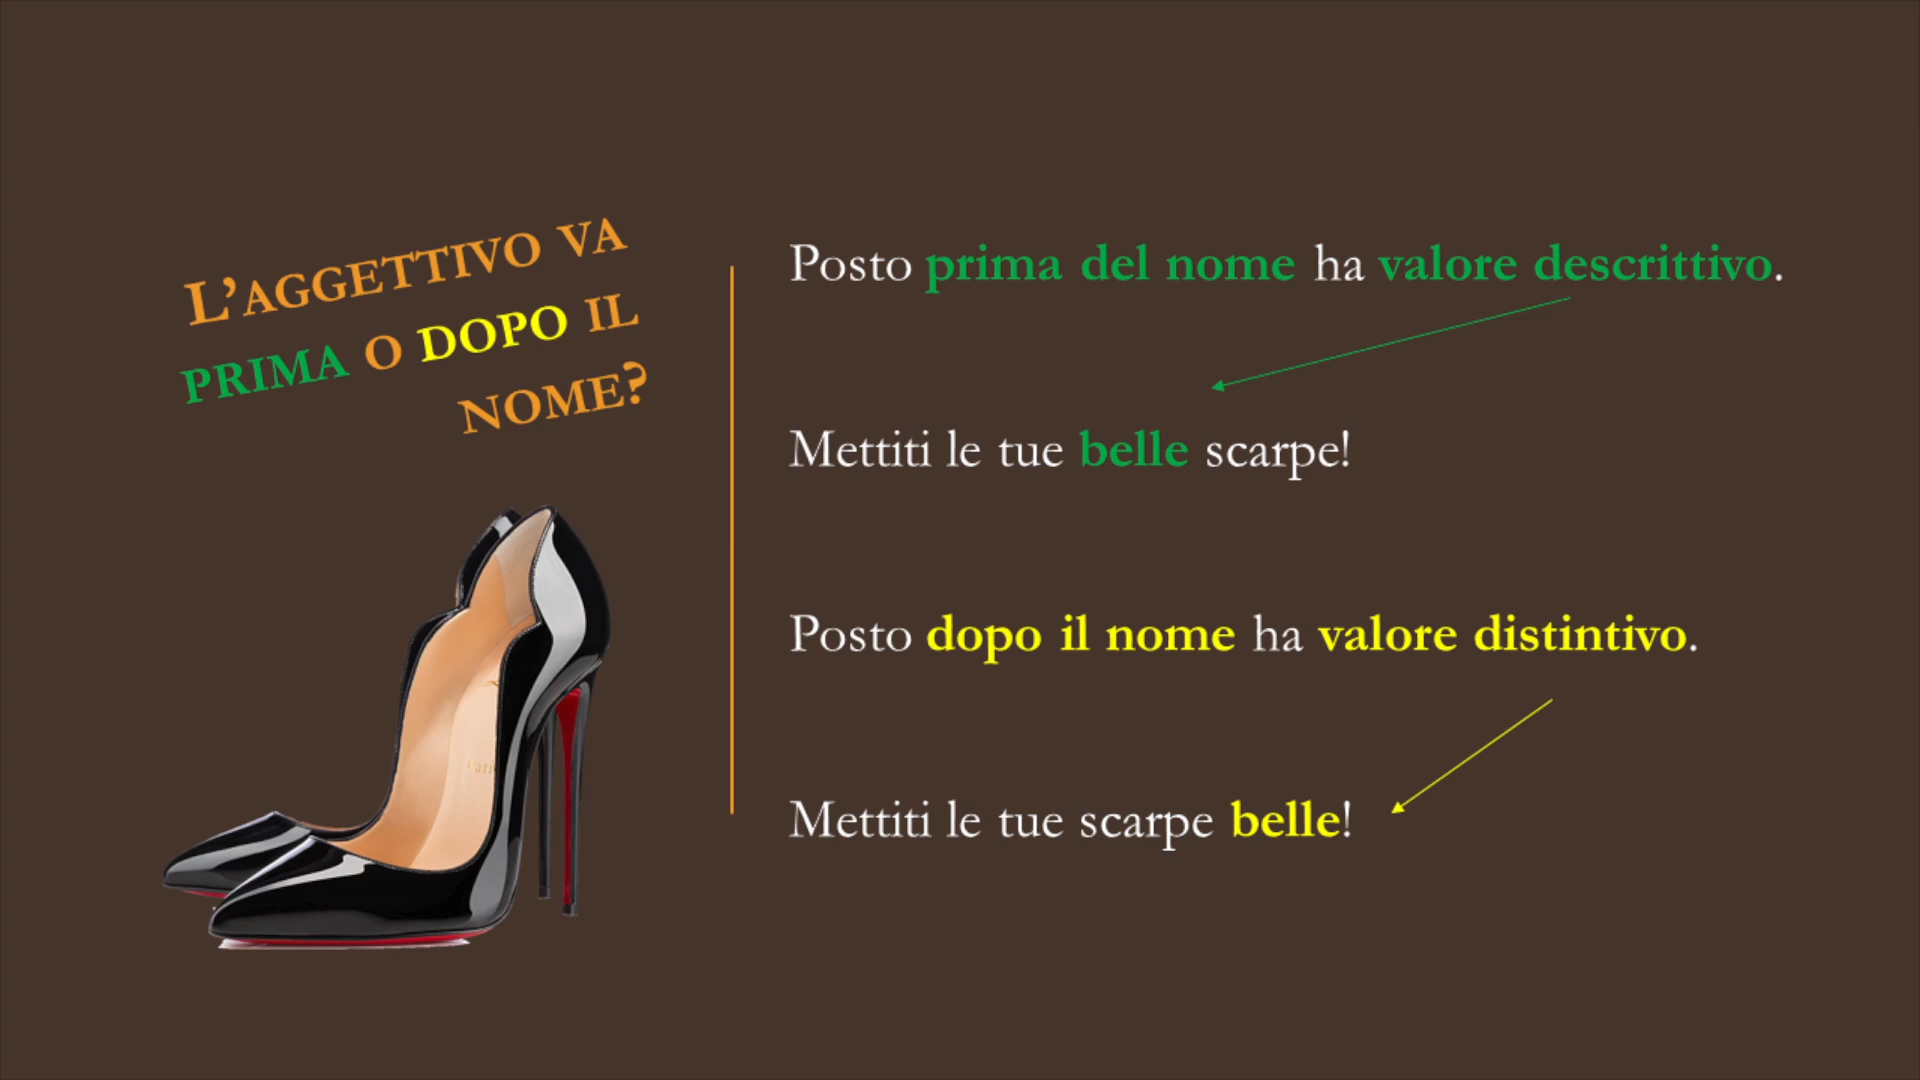 L'AGGETTIVO VA
PRIMA O DOPO IL
NOME?
Posto prima del nome ha valore descrittivo.
Mettiti le tue belle scarpe!
Posto dopo il nome ha valore distintivo.
Mettiti le tue scarpe belle!